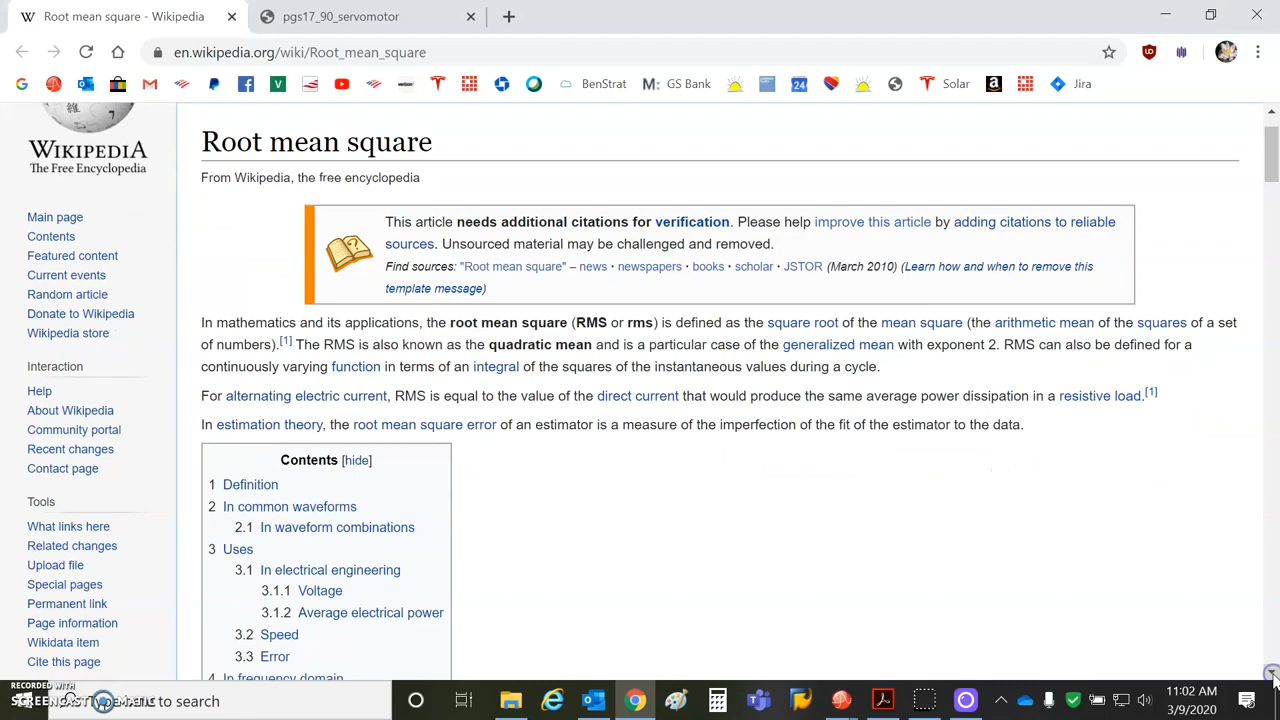 Root mean square - Wikipedia
pgs17_90_servomotor
en.wikipedia.org/wiki/Root_mean_square
BenStrat
GS Bank
Solar
Jira
WIKIPEDIA
The Free Encyclopedia
Main page
Contents
Featured content
Current events
Random article
Donate to Wikipedia
Wikipedia store
Interaction
Help
About Wikipedia
Community portal
Recent changes
Contact page
Tools
What links here
Related changes
Upload file
Special pages
Permanent link
Page information
Wikidata item
Cite this page
Root mean square
From Wikipedia, the free encyclopedia
This article needs additional citations for verification. Please help improve this article by adding citations to reliable
sources. Unsourced material may be challenged and removed.
Find sources: "Root mean square" – news · newspapers · books · scholar · JSTOR (March 2010) (Learn how and when to remove this
template message)
In mathematics and its applications, the root mean square (RMS or rms) is defined as the square root of the mean square (the arithmetic mean of the squares of a set
of numbers).[1] The RMS is also known as the quadratic mean and is a particular case of the generalized mean with exponent 2. RMS can also be defined for a
continuously varying function in terms of an integral of the squares of the instantaneous values during a cycle.
For alternating electric current, RMS is equal to the value of the direct current that would produce the same average power dissipation in a resistive load.[1]
In estimation theory, the root mean square error of an estimator is a measure of the imperfection of the fit of the estimator to the data.
Contents [hide]
1 Definition
2 In common waveforms
2.1 In waveform combinations
3 Uses
3.1 In electrical engineering
3.1.1 Voltage
3.1.2 Average electrical power
3.2 Speed
3.3 Error
4 In frequency domain
RECORDED WITH
SCREENCAST-O-MATIC
to search
11:02 AM
3/9/2020